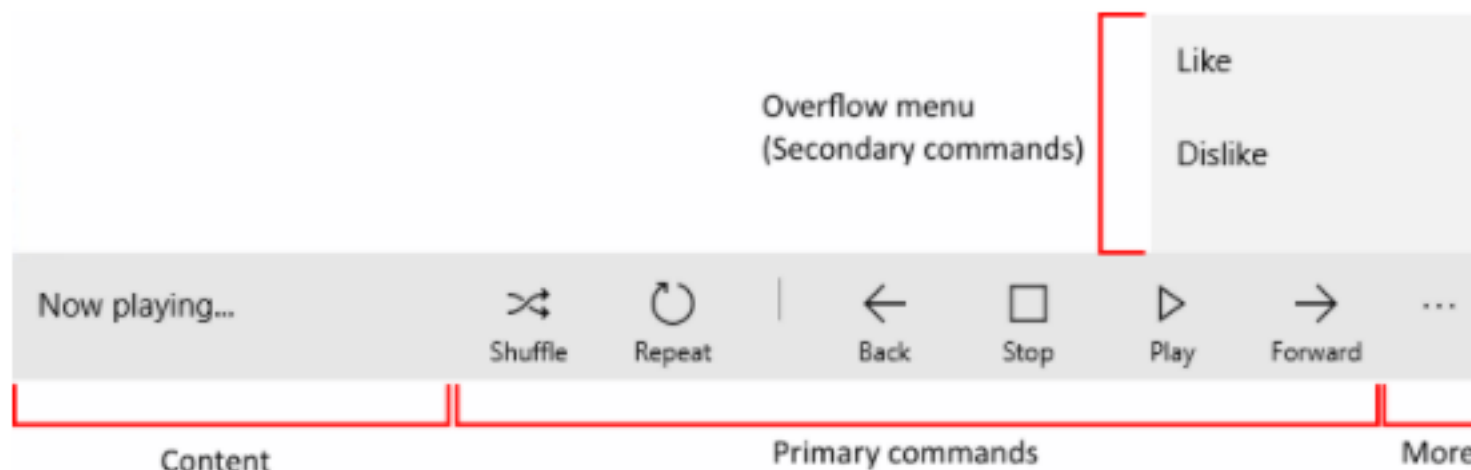 Like
Overflow menu
(Secondary commands)
Dislike
Now playing...
Shuffle
Repeat
Back
Stop
Play
Forward
...
Content
Primary commands
More